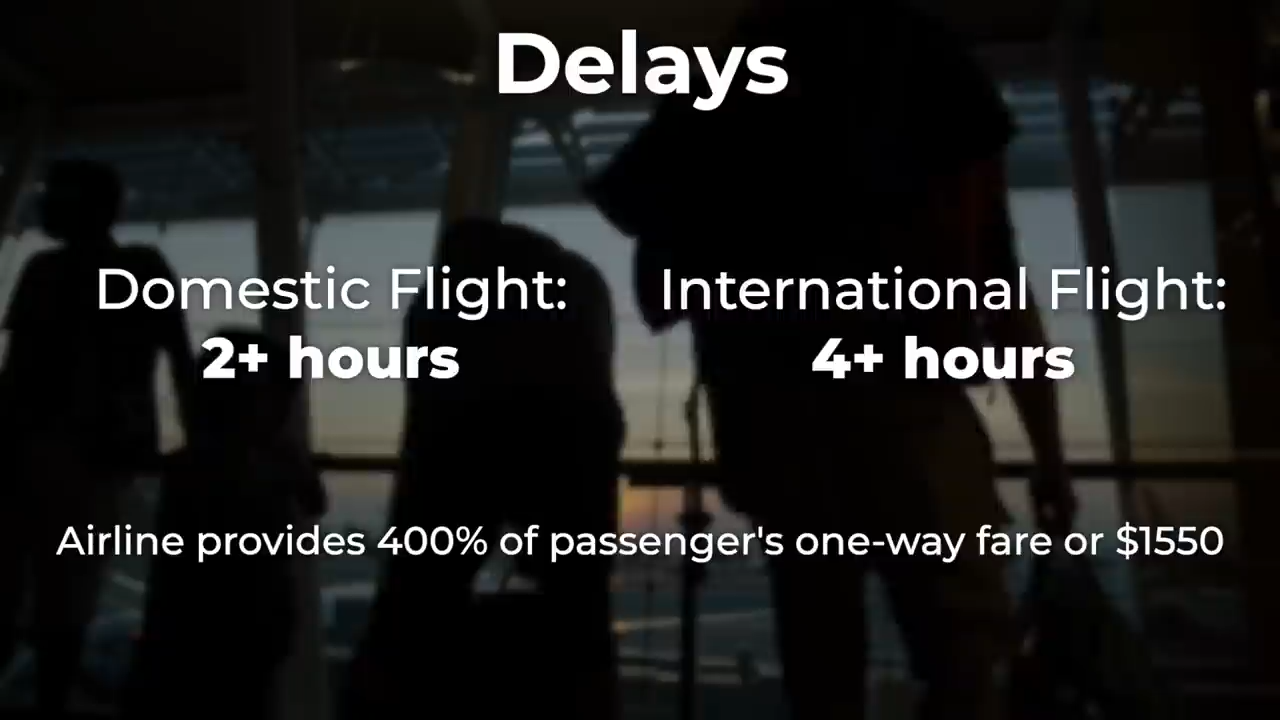 Delays
Domestic Flight:
2+ hours
International Flight:
4+ hours
Airline provides 400% of passenger's one-way fare or $1550